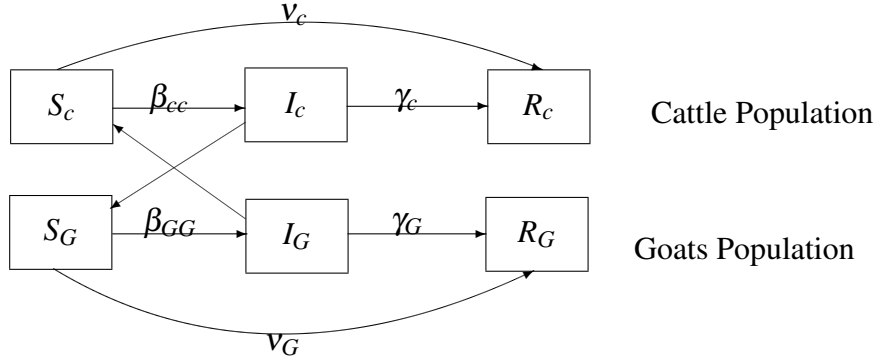 ν_c
S_c β_cc I_c γ_c R_c Cattle Population
S_G β_GG I_G γ_G R_G Goats Population
ν_G